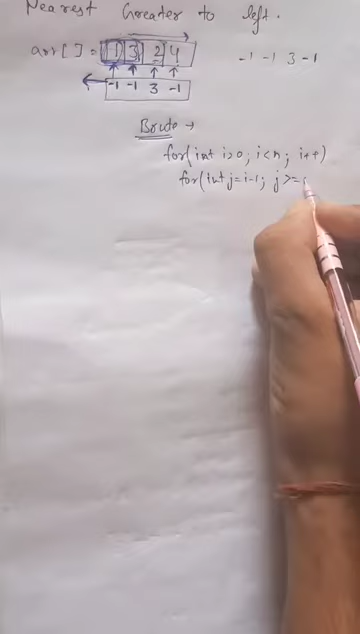 Nearest Greater to left.
arr[] = 1 3 2 4 -1 -1 3 -1
-1 -1 3 -1
Brute →
for(int i=0; i<n; i++)
for(int j=i-1; j>=